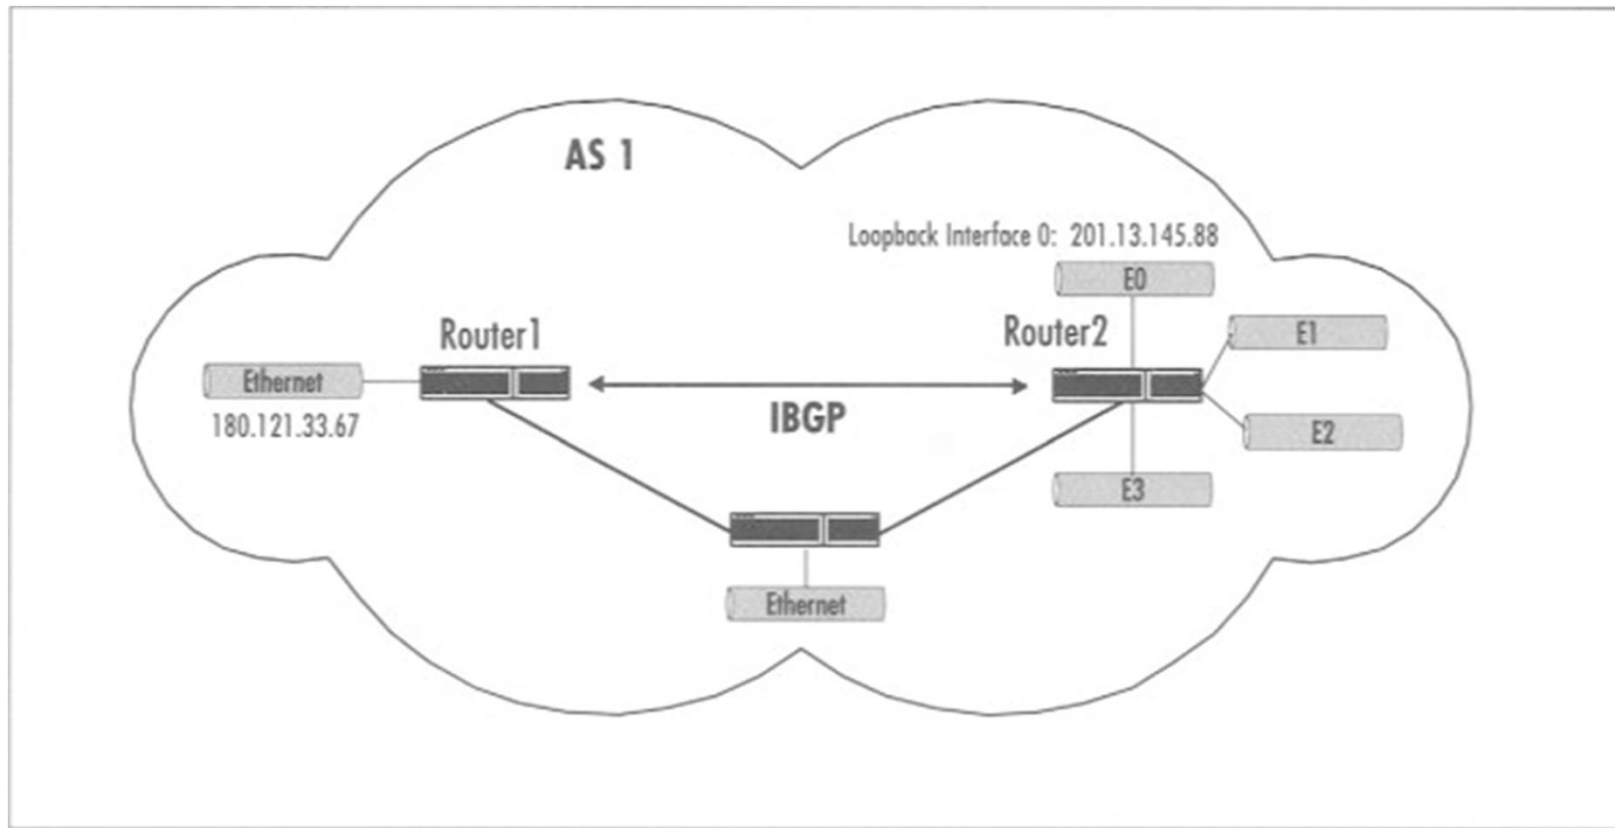 AS 1
Loopback Interface 0: 201.13.145.88
E0
Router1
Router2
E1
Ethernet
180.121.33.67
IBGP
E2
E3
Ethernet